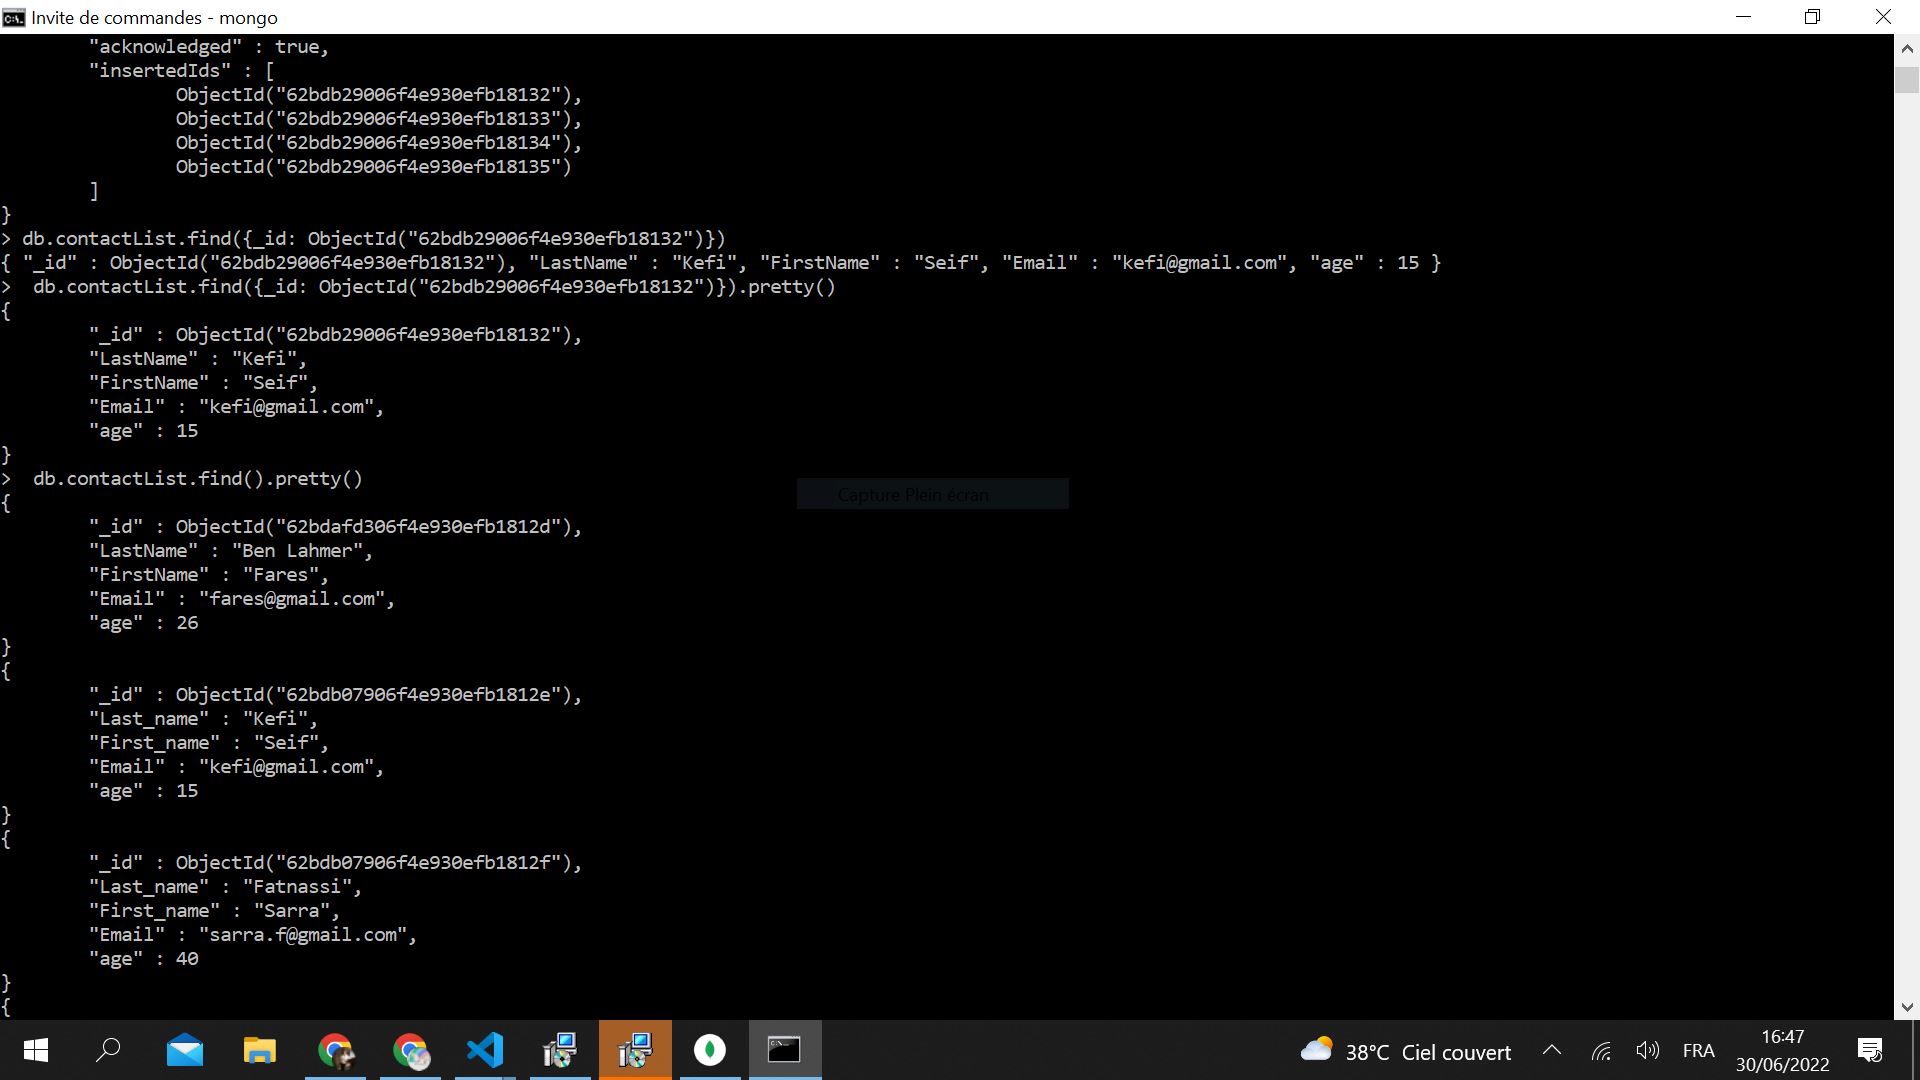 Invite de commandes - mongo
"acknowledged" : true,
"insertedIds" : [
ObjectId("62bdb29006f4e930efb18132"),
ObjectId("62bdb29006f4e930efb18133"),
ObjectId("62bdb29006f4e930efb18134"),
ObjectId("62bdb29006f4e930efb18135")
]
}
> db.contactList.find({_id: ObjectId("62bdb29006f4e930efb18132")})
{ "_id" : ObjectId("62bdb29006f4e930efb18132"), "LastName" : "Kefi", "FirstName" : "Seif", "Email" : "kefi@gmail.com", "age" : 15 }
>  db.contactList.find({_id: ObjectId("62bdb29006f4e930efb18132")}).pretty()
{
"_id" : ObjectId("62bdb29006f4e930efb18132"),
"LastName" : "Kefi",
"FirstName" : "Seif",
"Email" : "kefi@gmail.com",
"age" : 15
}
>  db.contactList.find().pretty()
Capture Plein écran
{
"_id" : ObjectId("62bdafd306f4e930efb1812d"),
"LastName" : "Ben Lahmer",
"FirstName" : "Fares",
"Email" : "fares@gmail.com",
"age" : 26
}
{
"_id" : ObjectId("62bdb07906f4e930efb1812e"),
"Last_name" : "Kefi",
"First_name" : "Seif",
"Email" : "kefi@gmail.com",
"age" : 15
}
{
"_id" : ObjectId("62bdb07906f4e930efb1812f"),
"Last_name" : "Fatnassi",
"First_name" : "Sarra",
"Email" : "sarra.f@gmail.com",
"age" : 40
}
{
38°C Ciel couvert
FRA
16:47
30/06/2022